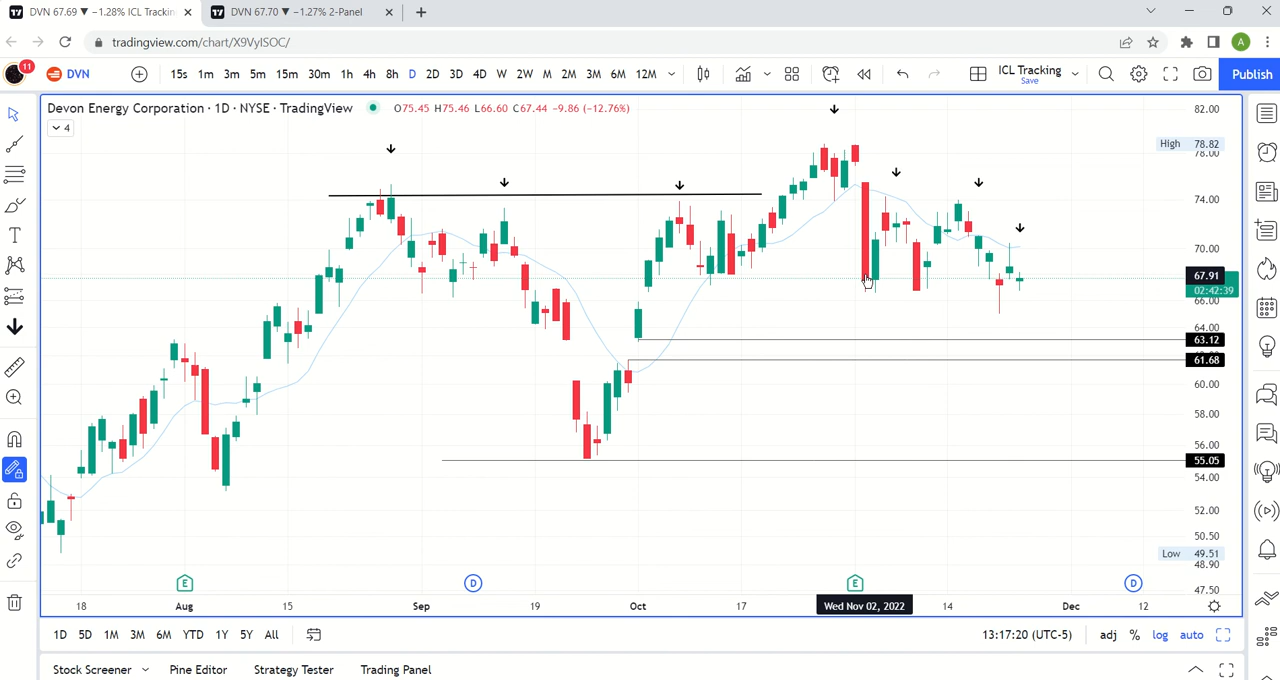 DVN 67.69 ▼ −1.28% ICL Trackin
DVN 67.70 ▼ −1.27% 2-Panel
tradingview.com/chart/X9VyISOC/
A
11
DVN
15s 1m 3m 5m 15m 30m 1h 4h 8h D 2D 3D 4D W 2W M 2M 3M 6M 12M
ICL Tracking
Save
Publish
Devon Energy Corporation · 1D · NYSE · TradingView
O75.45 H75.46 L66.60 C67.44 −9.86 (−12.76%)
4
82.00
High 78.82
78.00
74.00
70.00
67.91
02:42:39
66.00
64.00
63.12
61.68
60.00
58.00
56.00
55.05
54.00
52.00
50.50
Low 49.51
48.90
47.50
E D E D
18 Aug 15 Sep 19 Oct 17 Wed Nov 02, 2022 14 Dec 12
1D 5D 1M 3M 6M YTD 1Y 5Y All
13:17:20 (UTC-5) adj % log auto
Stock Screener Pine Editor Strategy Tester Trading Panel